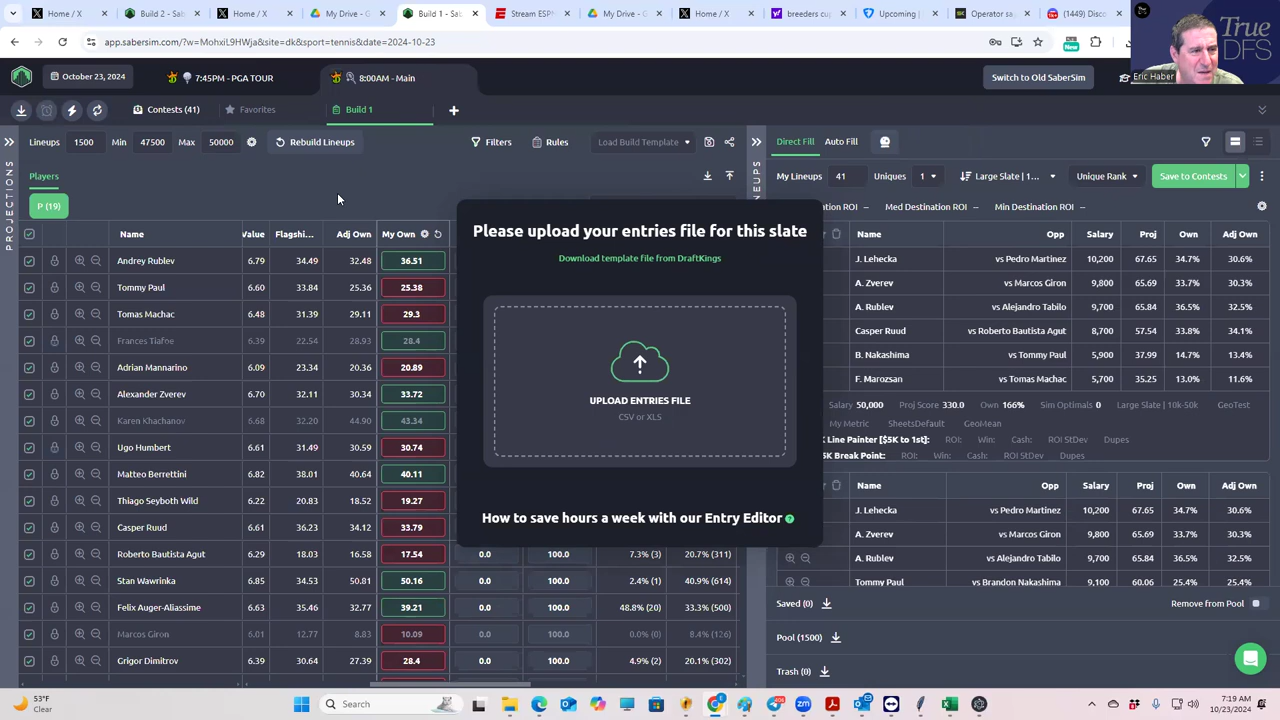 Build 2 - Sab
Home / X
My Drive - G
Build 1 - Sab
Stream ESPN
My Drive - G
Home / X
breeders cup
Upcoming |
Operator sa
(1449) Disco
app.sabersim.com/?w=MohxiL9HWja&site=dk&sport=tennis&date=2024-10-23
New
Eric Haber
True
DFS
October 23, 2024
7:45PM - PGA TOUR
8:00AM - Main
Switch to Old SaberSim
Contests (41)
Favorites
Build 1
Lineups 1500 Min 47500 Max 50000 Rebuild Lineups
Filters
Rules
Load Build Template
Direct Fill
Auto Fill
PROJECTIONS
Players
P (19)
My Lineups 41 Uniques 1 Large Slate | 1... Unique Rank Save to Contests
Med Destination ROI -- Min Destination ROI --
Name Value Flagshi... Adj Own My Own
Andrey Rublev 6.79 34.49 32.48 36.51
Tommy Paul 6.60 33.84 25.36 25.38
Tomas Machac 6.48 31.39 29.11 29.3
Frances Tiafoe 6.39 22.54 28.93 28.4
Adrian Mannarino 6.09 23.34 20.36 20.89
Alexander Zverev 6.70 32.11 30.34 33.72
Karen Khachanov 6.68 32.20 44.90 43.34
Ugo Humbert 6.61 31.49 30.59 30.74
Matteo Berrettini 6.82 38.01 40.64 40.11
Thiago Seyboth Wild 6.22 20.83 18.52 19.27
Casper Ruud 6.61 36.23 34.12 33.79
Roberto Bautista Agut 6.29 18.03 16.58 17.54 0.0 100.0 7.3% (3) 20.7% (311)
Stan Wawrinka 6.85 34.53 50.81 50.16 0.0 100.0 2.4% (1) 40.9% (614)
Felix Auger-Aliassime 6.63 35.46 32.77 39.21 0.0 100.0 48.8% (20) 33.3% (500)
Marcos Giron 6.01 12.77 8.83 10.09 0.0 100.0 0.0% (0) 8.4% (126)
Grigor Dimitrov 6.39 30.64 27.39 28.4 0.0 100.0 4.9% (2) 20.1% (302)
Please upload your entries file for this slate
Download template file from DraftKings
UPLOAD ENTRIES FILE
CSV or XLS
How to save hours a week with our Entry Editor
Name Opp Salary Proj Own Adj Own
J. Lehecka vs Pedro Martinez 10,200 67.65 34.7% 30.6%
A. Zverev vs Marcos Giron 9,800 65.69 33.7% 30.3%
A. Rublev vs Alejandro Tabilo 9,700 65.84 36.5% 32.5%
Casper Ruud vs Roberto Bautista Agut 8,700 57.54 33.8% 34.1%
B. Nakashima vs Tommy Paul 5,900 37.99 14.7% 13.4%
F. Marozsan vs Tomas Machac 5,700 35.25 13.0% 11.6%
Salary 50,000 Proj Score 330.0 Own 166% Sim Optimals 0 Large Slate | 10k-50k GeoTest
My Metric SheetsDefault GeoMean
Line Painter [$5K to 1st]: ROI: Win: Cash: ROI StDev Dupes
Break Point: ROI: Win: Cash: ROI StDev Dupes
Name Opp Salary Proj Own Adj Own
J. Lehecka vs Pedro Martinez 10,200 67.65 34.7% 30.6%
A. Zverev vs Marcos Giron 9,800 65.69 33.7% 30.3%
A. Rublev vs Alejandro Tabilo 9,700 65.84 36.5% 32.5%
Tommy Paul vs Brandon Nakashima 9,100 60.06 25.4% 25.4%
Saved (0)
Remove from Pool
Pool (1500)
Trash (0)
53°F
Clear
Search
7:19 AM
10/23/2024